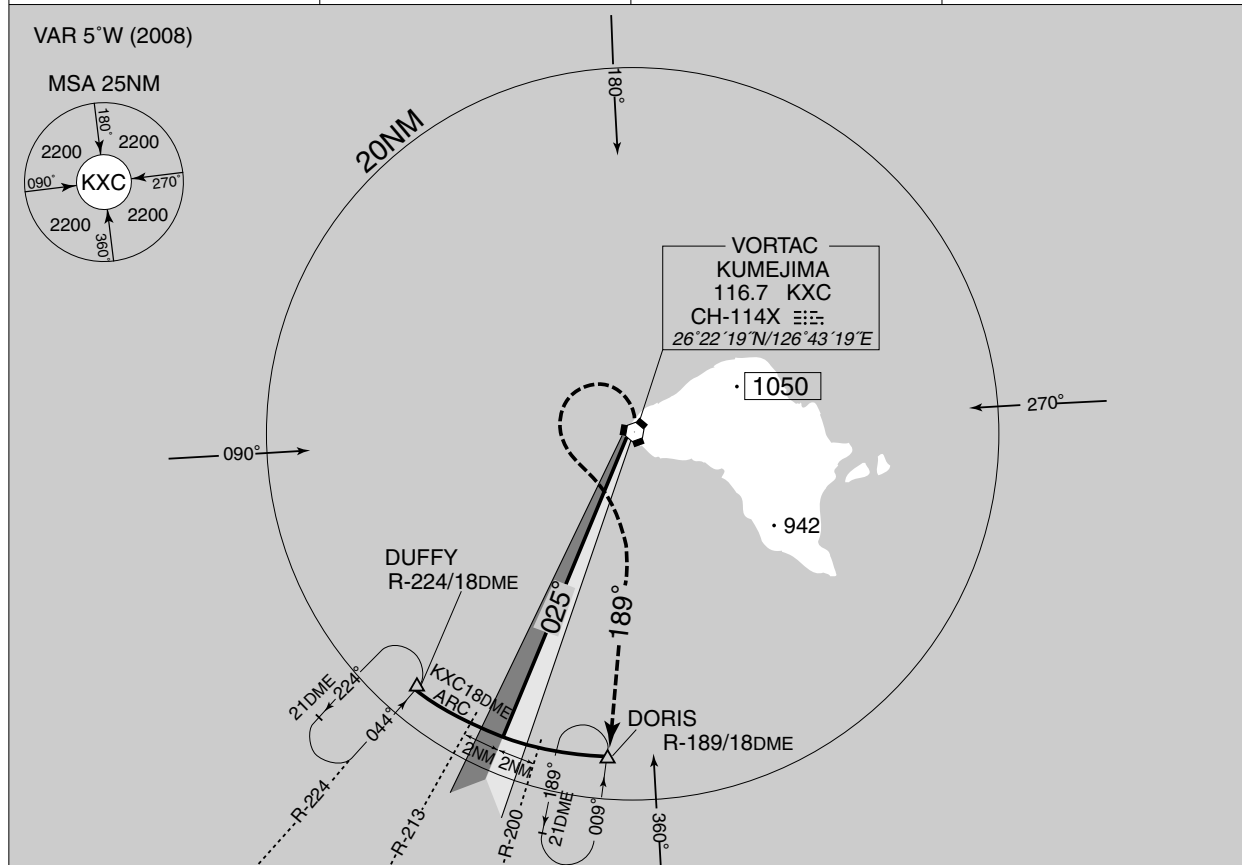 VAR 5°W (2008)
MSA 25NM
180°
2200
2200
090°
KXC
270°
2200
2200
360°
20NM
180°
VORTAC
KUMEJIMA
116.7 KXC
CH-114X
26°22´19˝N/126°43´19˝E
1050
270°
090°
942
DUFFY
R-224/18DME
025°
189°
KXC18DME
ARC
21DME
224°
044°
DORIS
R-189/18DME
2NM
2NM
189°
21DME
009°
360°
R-224
R-213
R-200